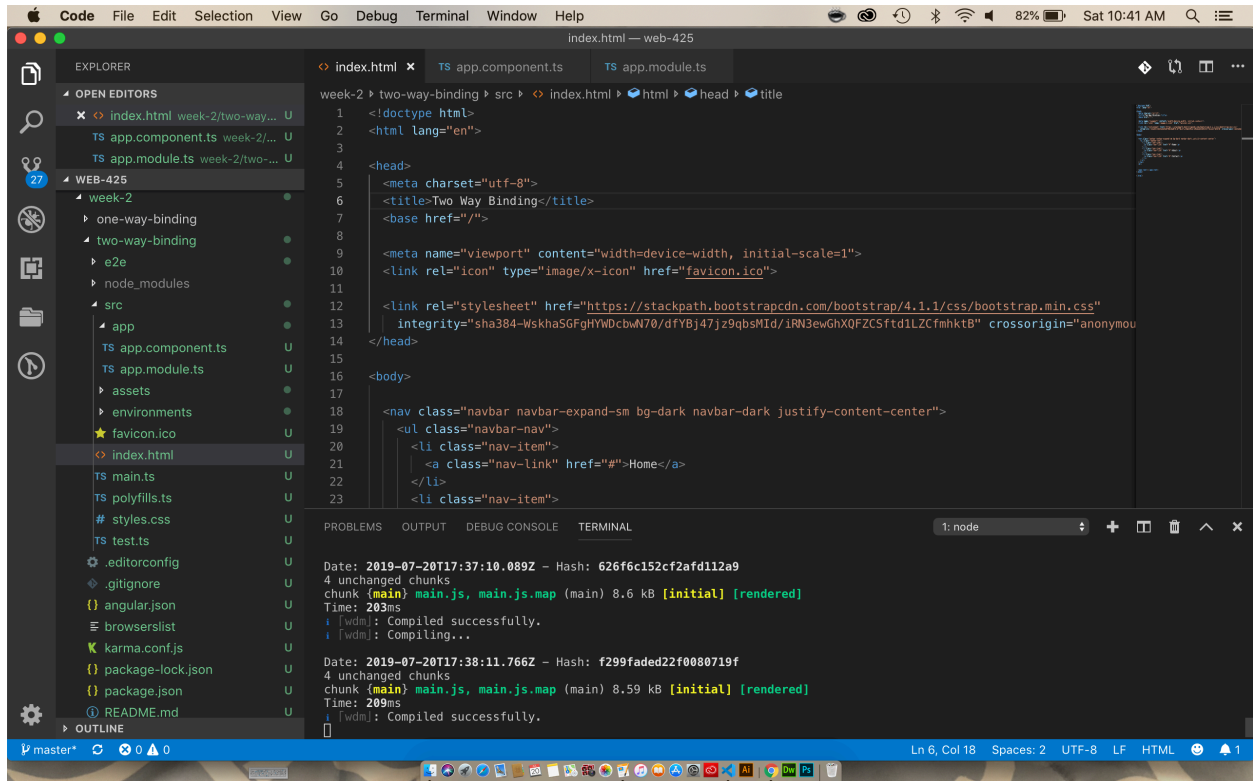 Code File Edit Selection View Go Debug Terminal Window Help 82% Sat 10:41 AM
index.html — web-425
EXPLORER
OPEN EDITORS
index.html week-2/two-way... U
TS app.component.ts week-2/... U
TS app.module.ts week-2/two-... U
27
WEB-425
week-2
one-way-binding
two-way-binding
e2e
node_modules
src
app
TS app.component.ts U
TS app.module.ts U
assets
environments
favicon.ico U
<> index.html U
TS main.ts U
TS polyfills.ts U
# styles.css U
TS test.ts U
.editorconfig U
.gitignore U
{} angular.json U
browserslist U
K karma.conf.js U
{} package-lock.json U
{} package.json U
README.md U
OUTLINE
<> index.html × TS app.component.ts TS app.module.ts
week-2 src two-way-binding src <> index.html html head title
1 <!doctype html>
2 <html lang="en">
3
4 <head>
5 <meta charset="utf-8">
6 <title>Two Way Binding</title>
7 <base href="/">
8
9 <meta name="viewport" content="width=device-width, initial-scale=1">
10 <link rel="icon" type="image/x-icon" href="favicon.ico">
11
12 <link rel="stylesheet" href="https://stackpath.bootstrapcdn.com/bootstrap/4.1.1/css/bootstrap.min.css"
13 integrity="sha384-WskhaSGFgHYWDcbwN70/dfYBj47jz9qbsMId/iRN3ewGhXQFZCSftd1LZCfmhktB" crossorigin="anonymou
14 </head>
15
16 <body>
17
18 <nav class="navbar navbar-expand-sm bg-dark navbar-dark justify-content-center">
19 <ul class="navbar-nav">
20 <li class="nav-item">
21 <a class="nav-link" href="#">Home</a>
22 </li>
23 <li class="nav-item">
PROBLEMS OUTPUT DEBUG CONSOLE TERMINAL 1: node
Date: 2019-07-20T17:37:10.089Z - Hash: 626f6c152cf2afd112a9
4 unchanged chunks
chunk {main} main.js, main.js.map (main) 8.6 kB [initial] [rendered]
Time: 203ms
i ｢wdm｣: Compiled successfully.
i ｢wdm｣: Compiling...
Date: 2019-07-20T17:38:11.766Z - Hash: f299faded22f0080719f
4 unchanged chunks
chunk {main} main.js, main.js.map (main) 8.59 kB [initial] [rendered]
Time: 209ms
i ｢wdm｣: Compiled successfully.
master* 0 0 Ln 6, Col 18 Spaces: 2 UTF-8 LF HTML 1
Ai Dw Ps